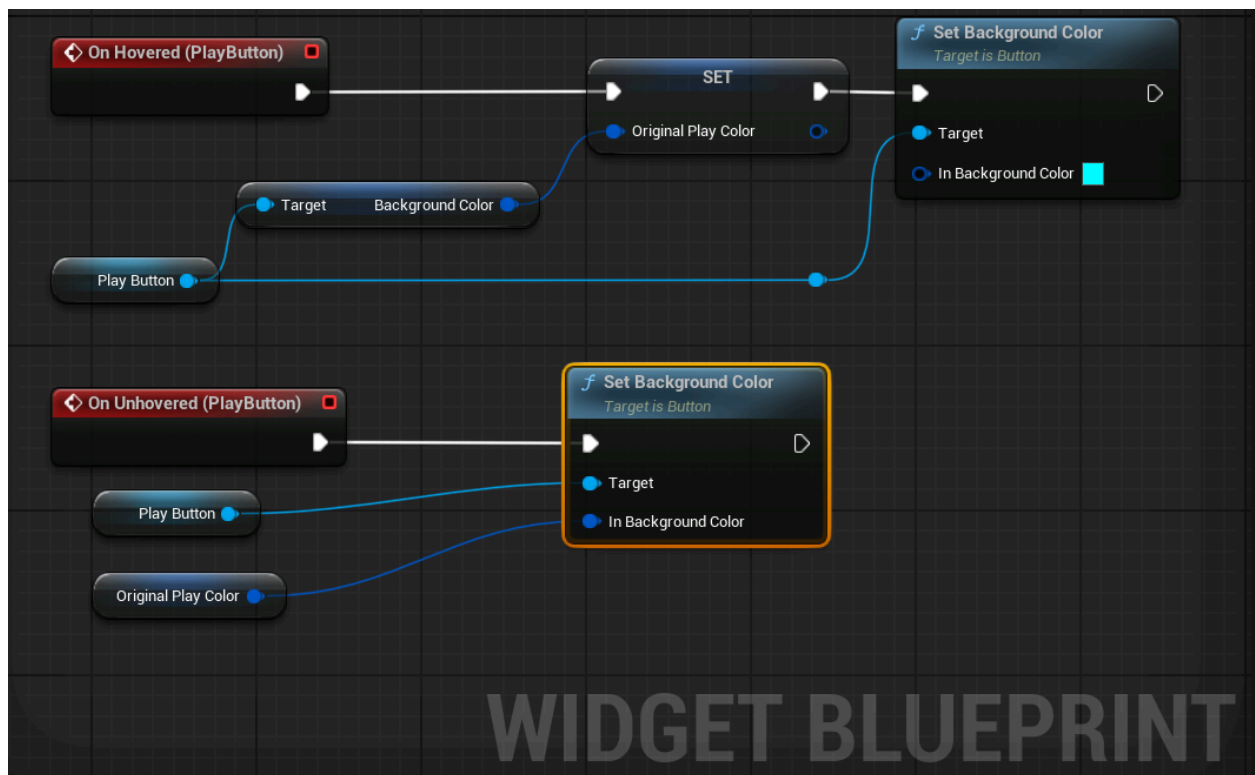 On Hovered (PlayButton)
SET
Original Play Color
Set Background Color
Target is Button
Target
In Background Color
Target Background Color
Play Button
On Unhovered (PlayButton)
Set Background Color
Target is Button
Target
In Background Color
Play Button
Original Play Color
WIDGET BLUEPRINT